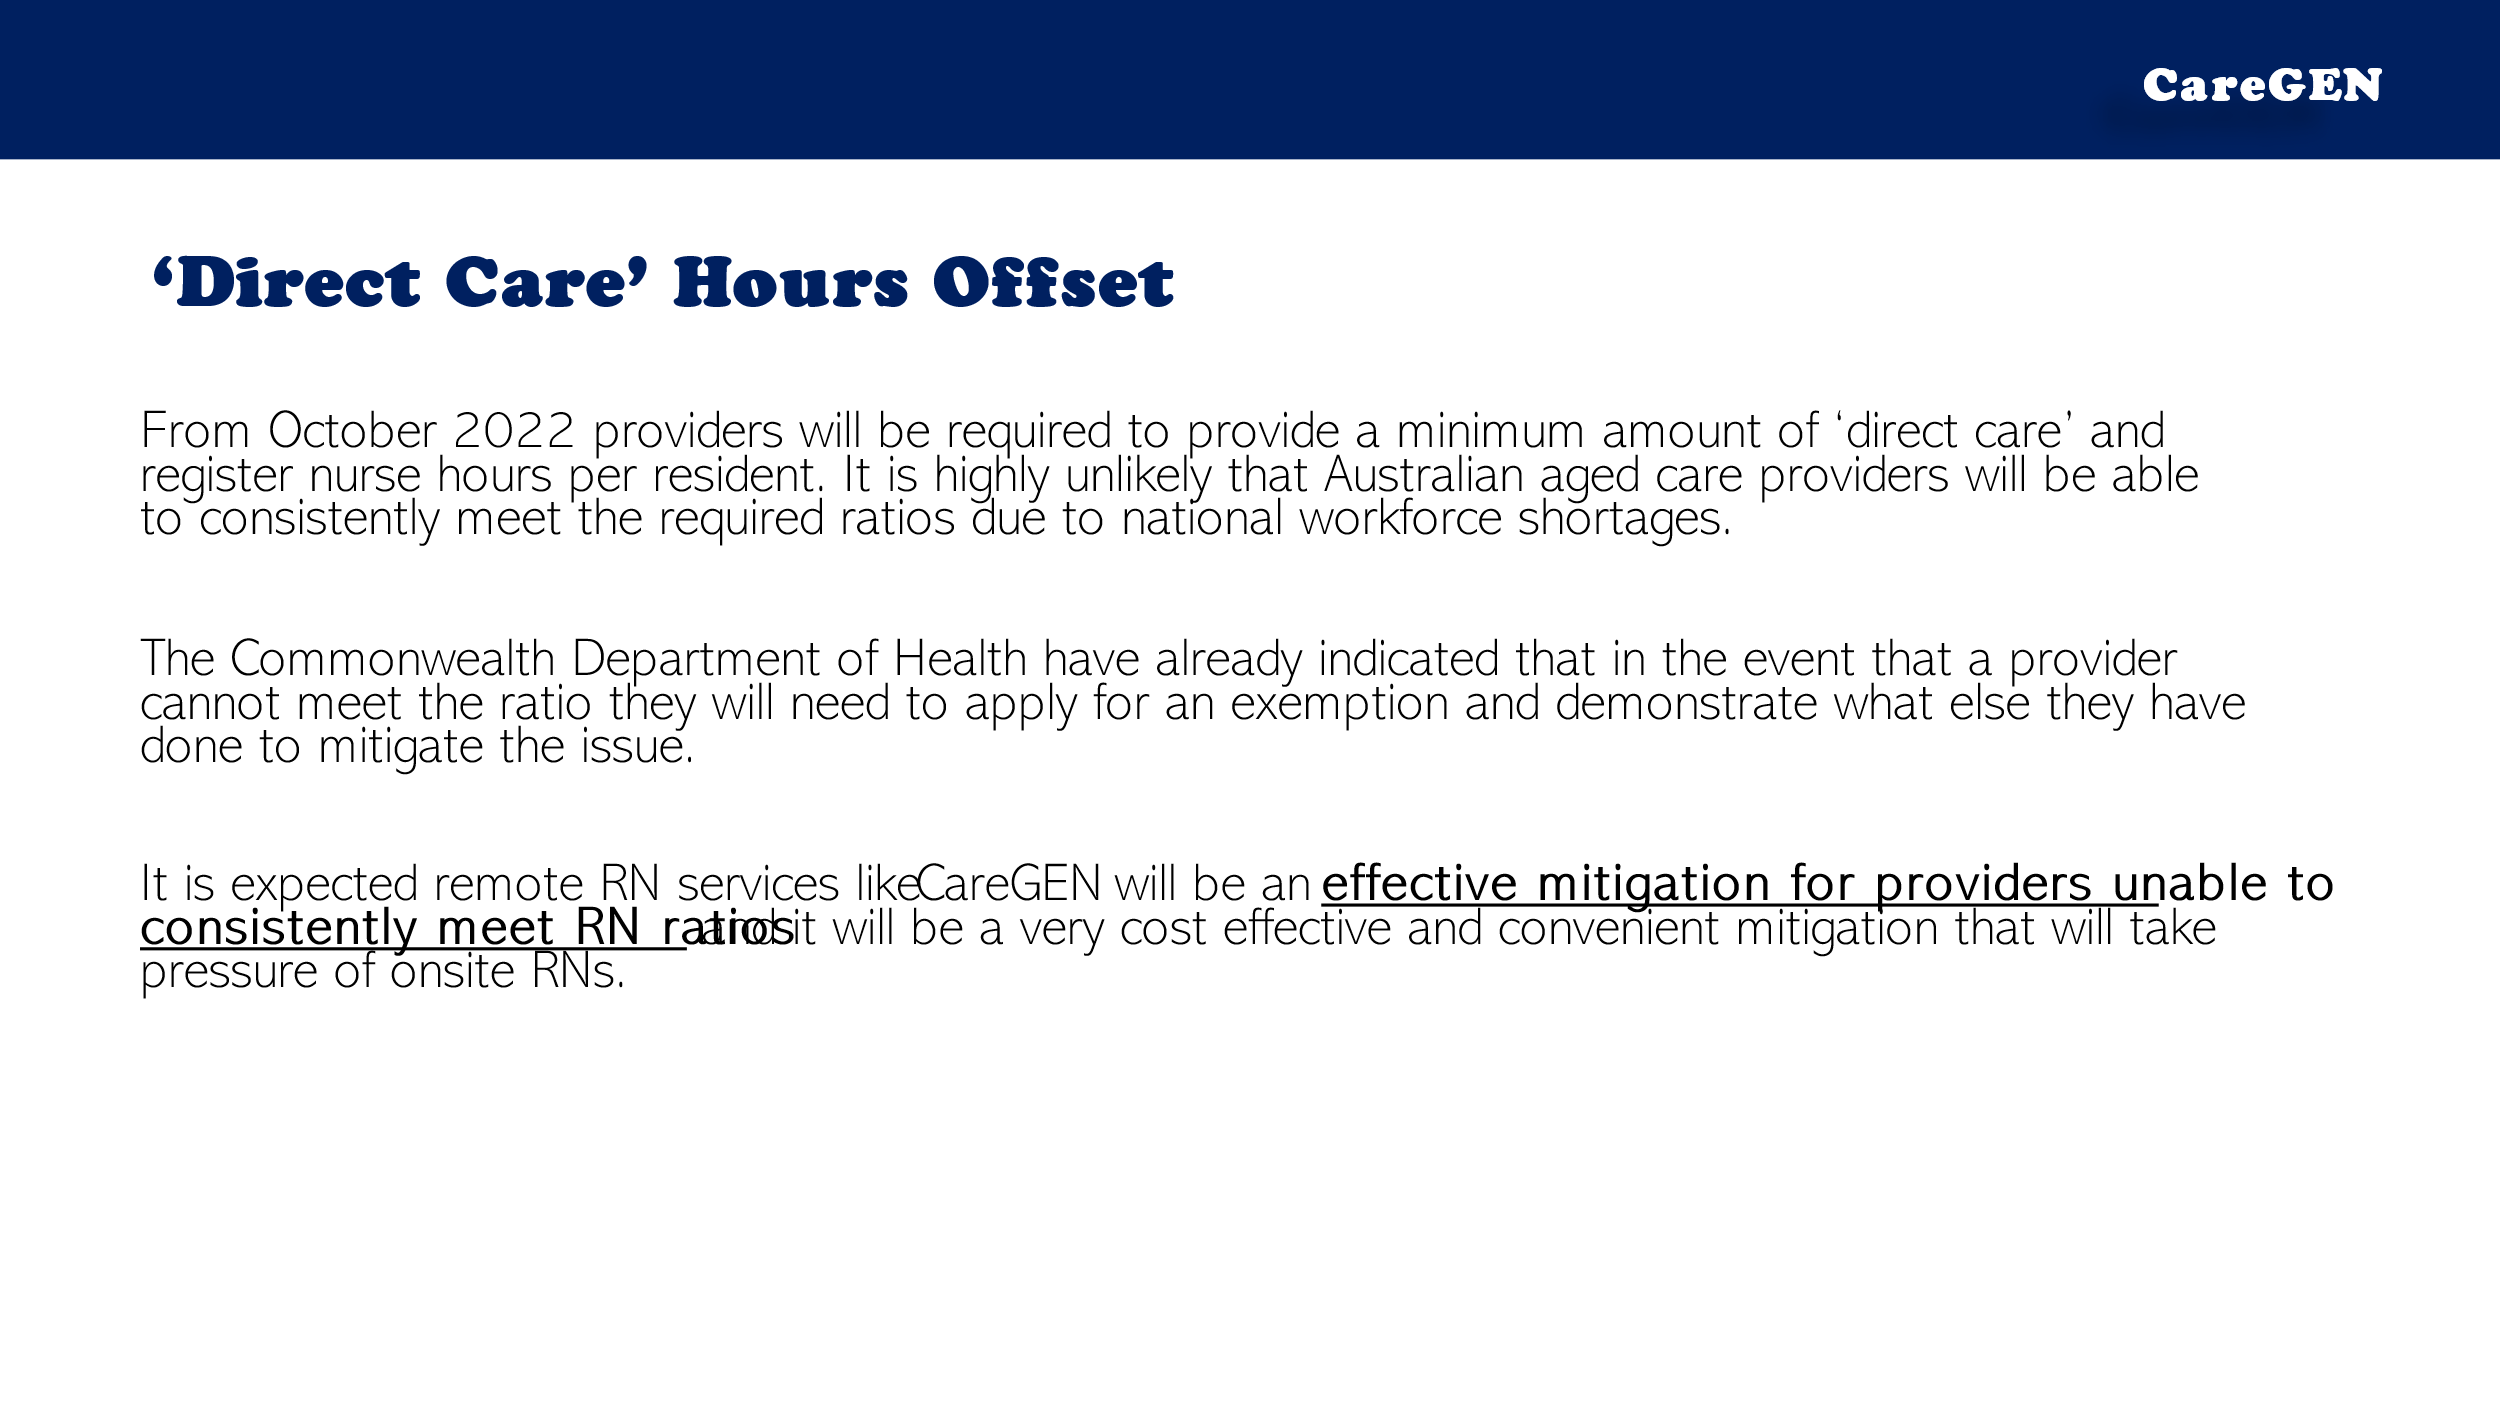 CareGEN
‘Direct Care’ Hours Offset
From October 2022 providers will be required to provide a minimum amount of ‘direct care’ and
register nurse hours per resident. It is highly unlikely that Australian aged care providers will be able
to consistently meet the required ratios due to national workforce shortages.
The Commonwealth Department of Health have already indicated that in the event that a provider
cannot meet the ratio they will need to apply for an exemption and demonstrate what else they have
done to mitigate the issue.
It is expected remote RN services likeCareGEN will be an effective mitigation for providers unable to
consistently meet RN ratios and it will be a very cost effective and convenient mitigation that will take
pressure of onsite RNs.